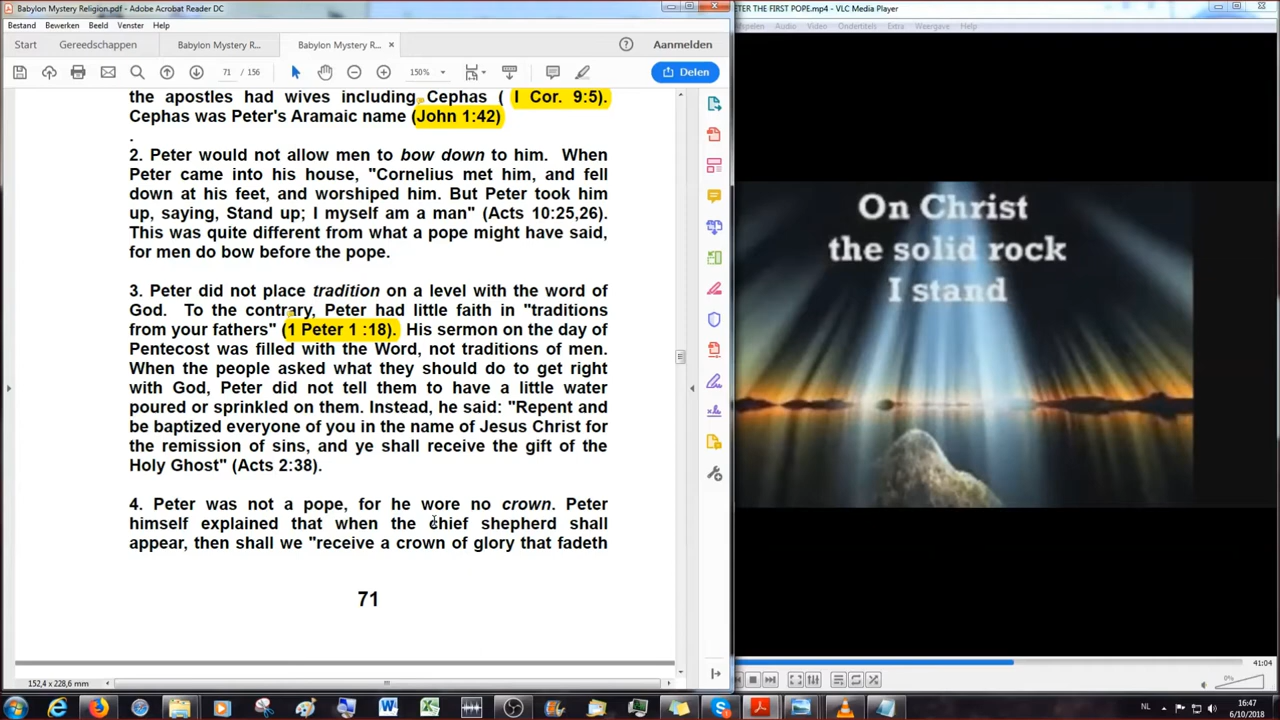 Babylon Mystery Religion.pdf - Adobe Acrobat Reader DC
Bestand Bewerken Beeld Venster Help
Start Gereedschappen Babylon Mystery R... Babylon Mystery R... × Aanmelden
71 / 156 150% Delen
the apostles had wives including Cephas ( I Cor. 9:5).
Cephas was Peter's Aramaic name (John 1:42)
.
2. Peter would not allow men to bow down to him. When
Peter came into his house, "Cornelius met him, and fell
down at his feet, and worshiped him. But Peter took him
up, saying, Stand up; I myself am a man" (Acts 10:25,26).
This was quite different from what a pope might have said,
for men do bow before the pope.
3. Peter did not place tradition on a level with the word of
God. To the contrary, Peter had little faith in "traditions
from your fathers" (1 Peter 1 :18). His sermon on the day of
Pentecost was filled with the Word, not traditions of men.
When the people asked what they should do to get right
with God, Peter did not tell them to have a little water
poured or sprinkled on them. Instead, he said: "Repent and
be baptized everyone of you in the name of Jesus Christ for
the remission of sins, and ye shall receive the gift of the
Holy Ghost" (Acts 2:38).
4. Peter was not a pope, for he wore no crown. Peter
himself explained that when the chief shepherd shall
appear, then shall we "receive a crown of glory that fadeth
71
152,4 x 228,6 mm
ETER THE FIRST POPE.mp4 - VLC Media Player
fspelen Audio Video Ondertitels Extra Weergave Help
On Christ
the solid rock
I stand
41:04
0%
NL
16:47
6/10/2018